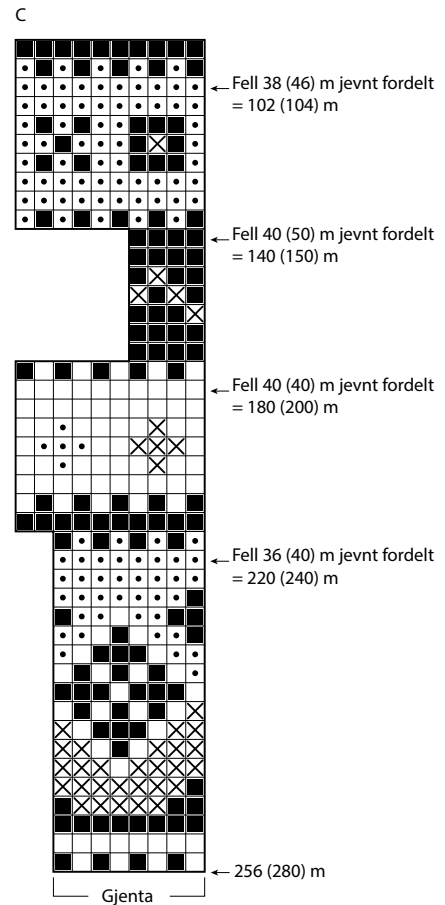 C
Fell 38 (46) m jevnt fordelt
= 102 (104) m
Fell 40 (50) m jevnt fordelt
= 140 (150) m
Fell 40 (40) m jevnt fordelt
= 180 (200) m
Fell 36 (40) m jevnt fordelt
= 220 (240) m
256 (280) m
Gjenta